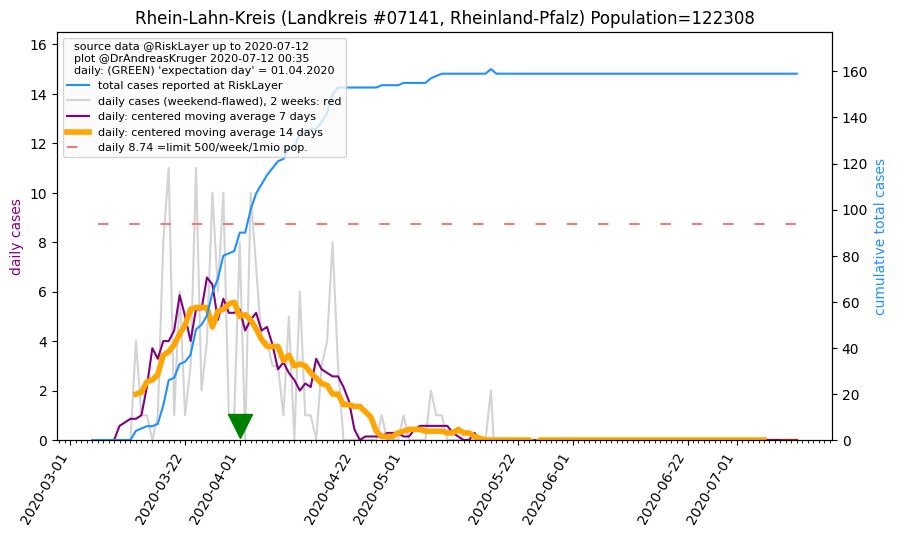 Rhein-Lahn-Kreis (Landkreis #07141, Rheinland-Pfalz) Population=122308
source data @RiskLayer up to 2020-07-12
plot @DrAndreasKruger 2020-07-12 00:35
daily: (GREEN) 'expectation day' = 01.04.2020
total cases reported at RiskLayer
daily cases (weekend-flawed), 2 weeks: red
daily: centered moving average 7 days
daily: centered moving average 14 days
daily 8.74 =limit 500/week/1mio pop.
daily cases
16
14
12
10
8
6
4
2
0
cumulative total cases
160
140
120
100
80
60
40
20
0
2020-03-01
2020-03-22
2020-04-01
2020-04-22
2020-05-01
2020-05-22
2020-06-01
2020-06-22
2020-07-01